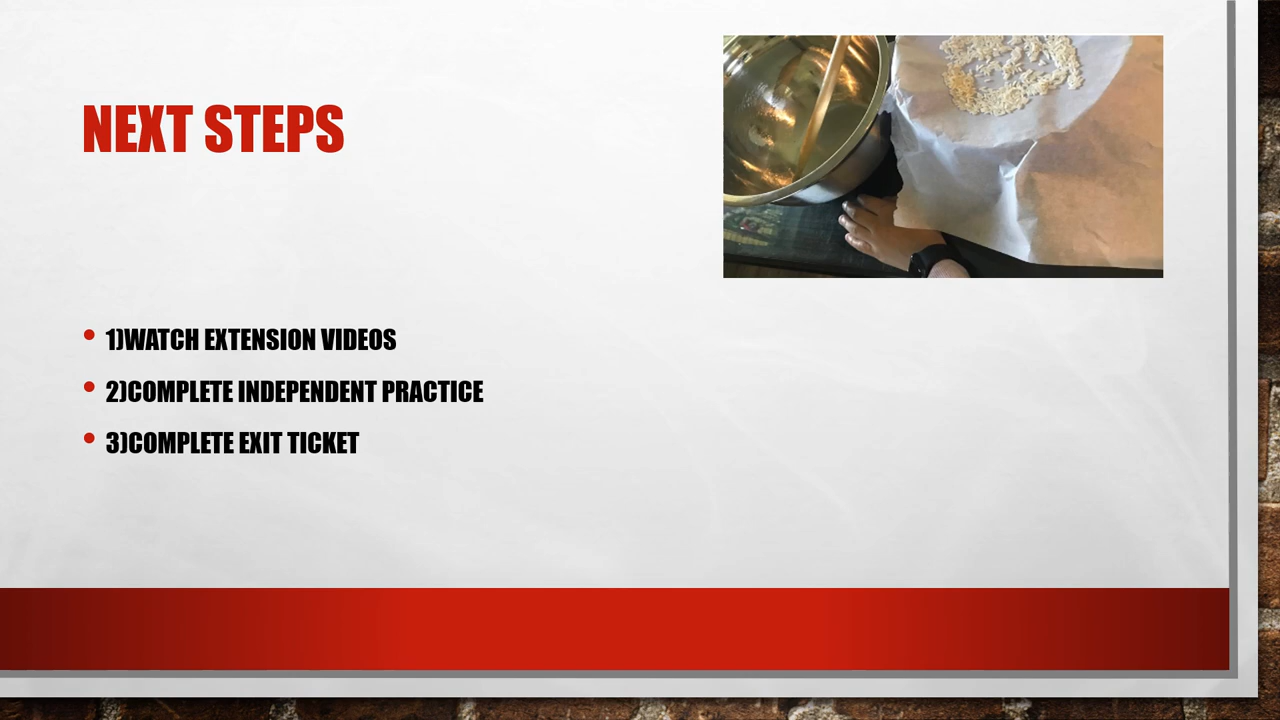 NEXT STEPS
• 1)WATCH EXTENSION VIDEOS
• 2)COMPLETE INDEPENDENT PRACTICE
• 3)COMPLETE EXIT TICKET